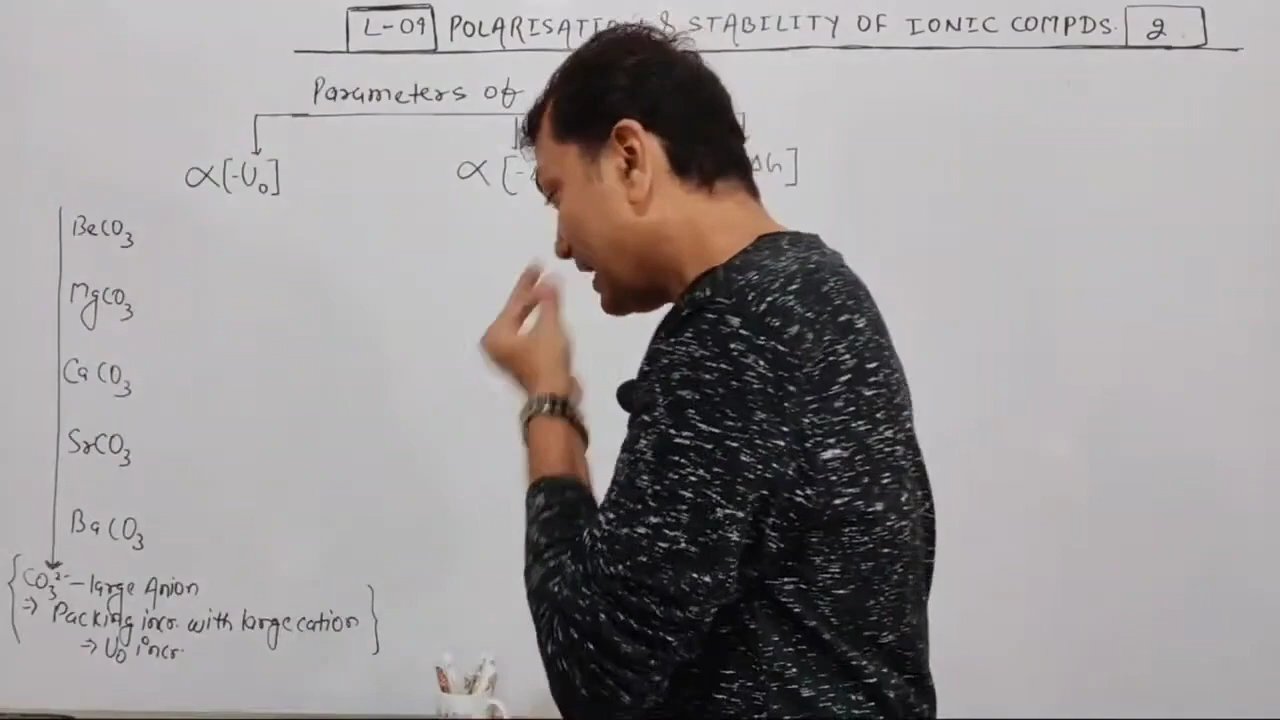 L-09 POLARISATION & STABILITY OF IONIC COMPDS. 2
Parameters of
∝[-U₀] ∝[-
BeCO₃
MgCO₃
CaCO₃
SrCO₃
BaCO₃
{CO₃²⁻ - large Anion
⇒ Packing incr. with large cation}
⇒ U₀ incr.